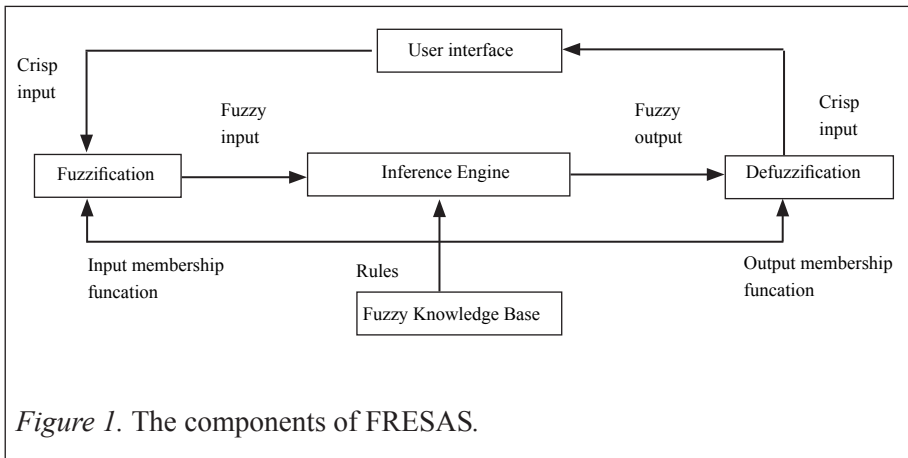 User interface
Crisp
input
Fuzzy
input
Fuzzy
output
Crisp
input
Fuzzification
Inference Engine
Defuzzification
Input membership
funcation
Rules
Output membership
funcation
Fuzzy Knowledge Base
Figure 1. The components of FRESAS.